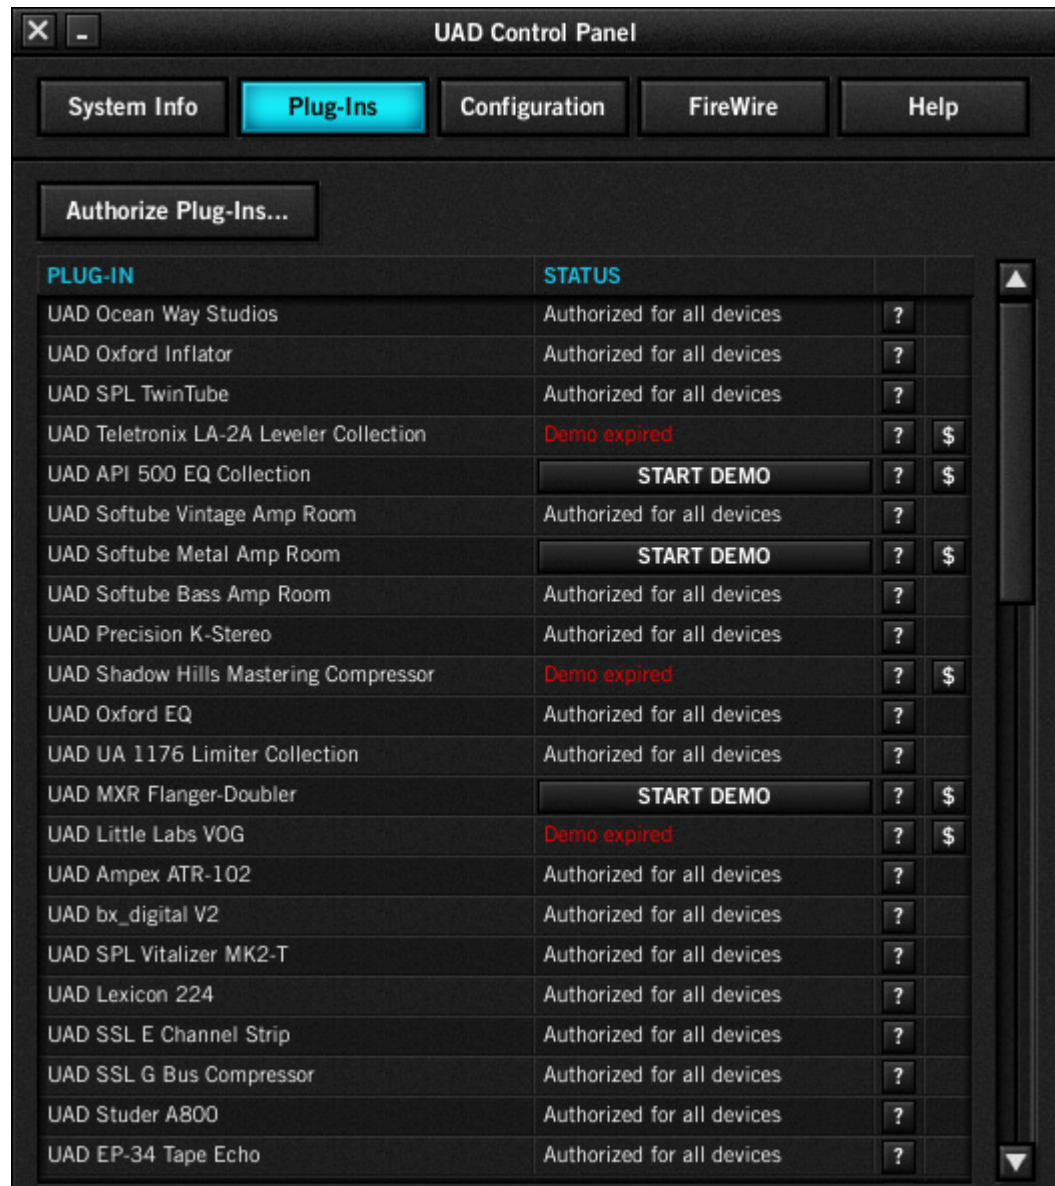 UAD Control Panel
System Info Plug-Ins Configuration FireWire Help
Authorize Plug-Ins...
PLUG-IN STATUS
UAD Ocean Way Studios Authorized for all devices ?
UAD Oxford Inflator Authorized for all devices ?
UAD SPL TwinTube Authorized for all devices ?
UAD Teletronix LA-2A Leveler Collection Demo expired ? $
UAD API 500 EQ Collection START DEMO ? $
UAD Softube Vintage Amp Room Authorized for all devices ?
UAD Softube Metal Amp Room START DEMO ? $
UAD Softube Bass Amp Room Authorized for all devices ?
UAD Precision K-Stereo Authorized for all devices ?
UAD Shadow Hills Mastering Compressor Demo expired ? $
UAD Oxford EQ Authorized for all devices ?
UAD UA 1176 Limiter Collection Authorized for all devices ?
UAD MXR Flanger-Doubler START DEMO ? $
UAD Little Labs VOG Demo expired ? $
UAD Ampex ATR-102 Authorized for all devices ?
UAD bx_digital V2 Authorized for all devices ?
UAD SPL Vitalizer MK2-T Authorized for all devices ?
UAD Lexicon 224 Authorized for all devices ?
UAD SSL E Channel Strip Authorized for all devices ?
UAD SSL G Bus Compressor Authorized for all devices ?
UAD Studer A800 Authorized for all devices ?
UAD EP-34 Tape Echo Authorized for all devices ?